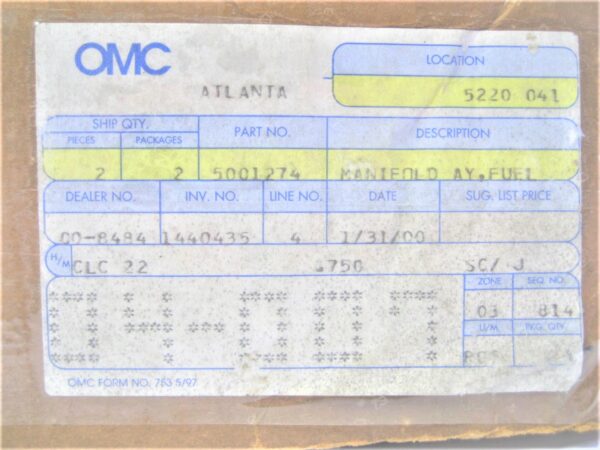 OMC
ATLANTA
LOCATION
5220 041
SHIP QTY. PART NO. DESCRIPTION
PIECES PACKAGES
2 2 5001274 MANIFOLD AY,FUEL
DEALER NO. INV. NO. LINE NO. DATE SUG. LIST PRICE
00-8484 1440435 4 1/31/00
H/M CLC 22 .750 SC/ J
ZONE SEQ. NO.
03 814
U/M PKG. QTY.
OMC FORM NO. 753 5/97